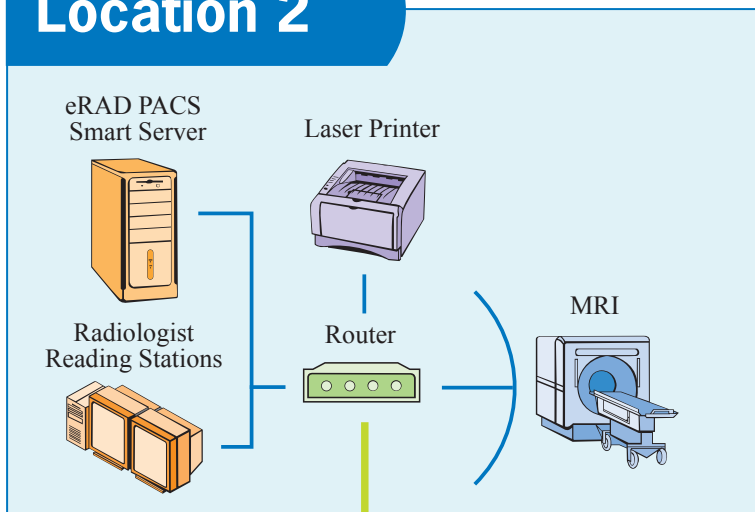 Location 2
eRAD PACS
Smart Server
Laser Printer
MRI
Radiologist
Reading Stations
Router